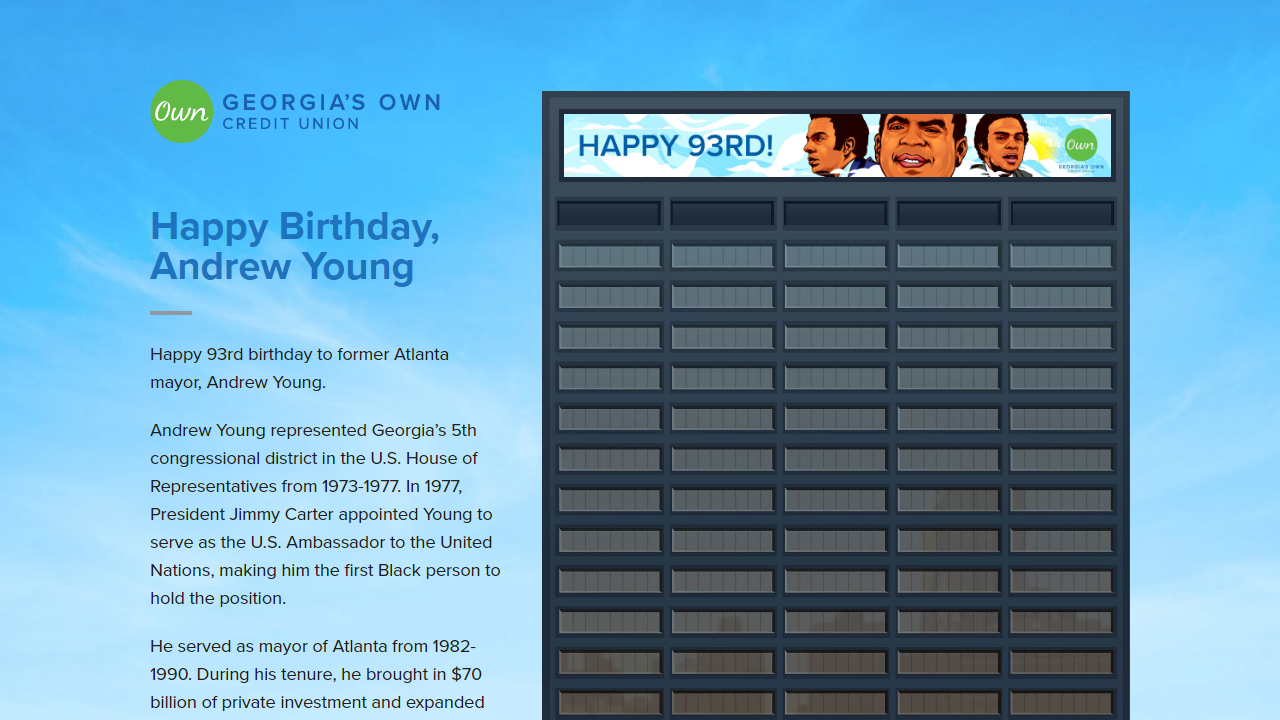 Own
GEORGIA'S OWN
CREDIT UNION
HAPPY 93RD!
Own
GEORGIA'S OWN
Happy Birthday,
Andrew Young
Happy 93rd birthday to former Atlanta
mayor, Andrew Young.
Andrew Young represented Georgia’s 5th
congressional district in the U.S. House of
Representatives from 1973-1977. In 1977,
President Jimmy Carter appointed Young to
serve as the U.S. Ambassador to the United
Nations, making him the first Black person to
hold the position.
He served as mayor of Atlanta from 1982-
1990. During his tenure, he brought in $70
billion of private investment and expanded